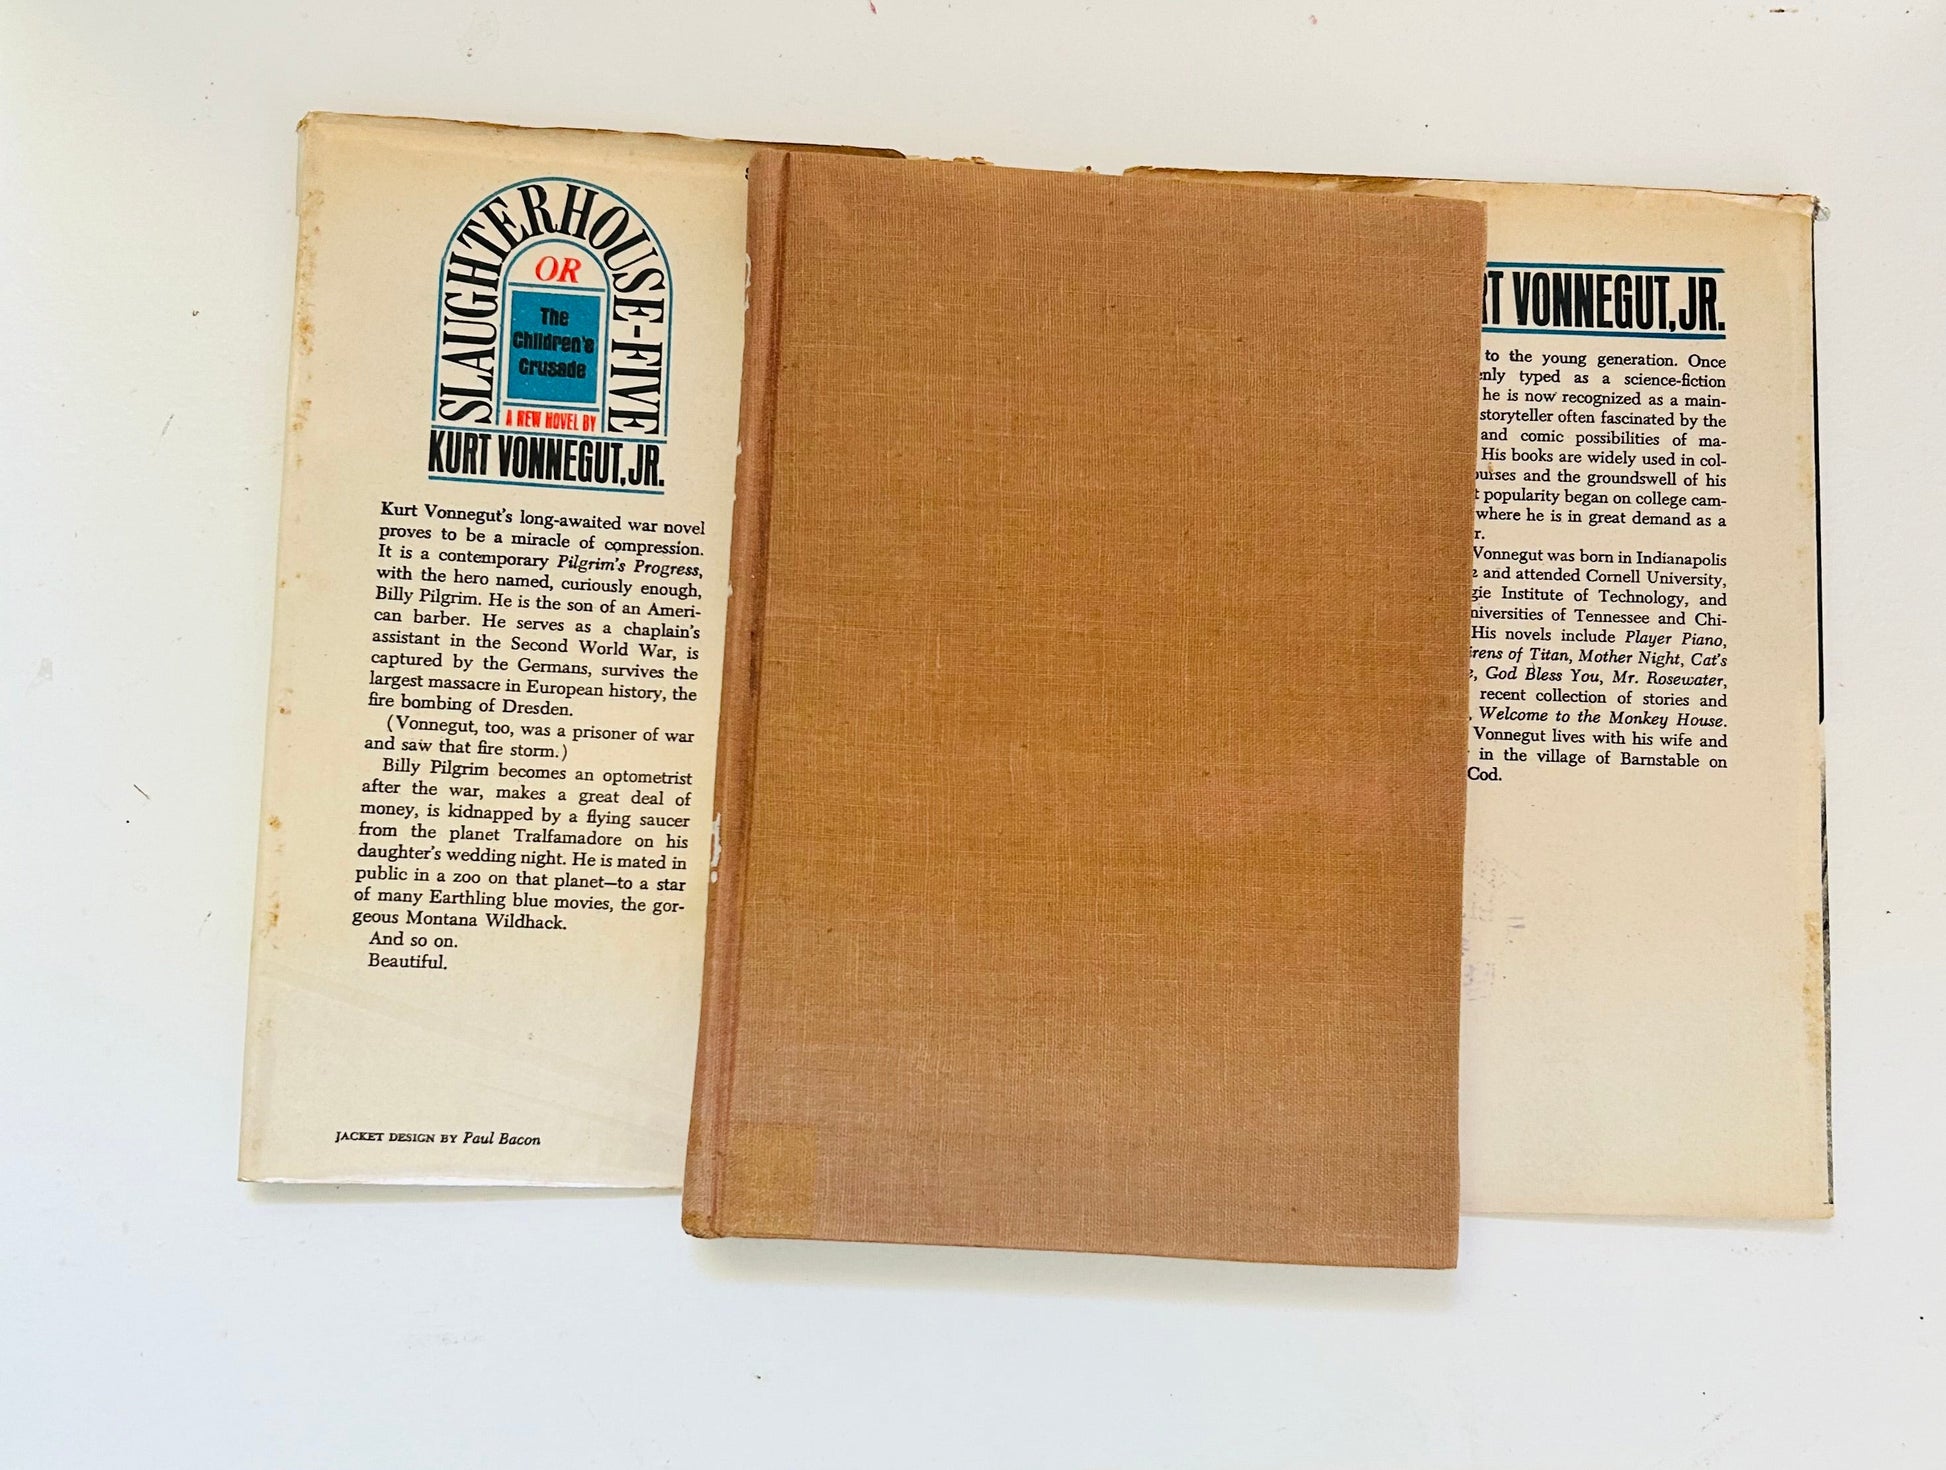 SLAUGHTERHOUSE-FIVE
OR
The
Children's
Crusade
A NEW NOVEL BY
KURT VONNEGUT, JR.
Kurt Vonnegut's long-awaited war novel
proves to be a miracle of compression.
It is a contemporary Pilgrim's Progress,
with the hero named, curiously enough,
Billy Pilgrim. He is the son of an Ameri-
can barber. He serves as a chaplain's
assistant in the Second World War, is
captured by the Germans, survives the
largest massacre in European history, the
fire bombing of Dresden.
(Vonnegut, too, was a prisoner of war
and saw that fire storm.)
Billy Pilgrim becomes an optometrist
after the war, makes a great deal of
money, is kidnapped by a flying saucer
from the planet Tralfamadore on his
daughter's wedding night. He is mated in
public in a zoo on that planet—to a star
of many Earthling blue movies, the gor-
geous Montana Wildhack.
And so on.
Beautiful.
JACKET DESIGN BY Paul Bacon
RT VONNEGUT, JR.
to the young generation. Once
nly typed as a science-fiction
he is now recognized as a main-
storyteller often fascinated by the
and comic possibilities of ma-
His books are widely used in col-
ourses and the groundswell of his
t popularity began on college cam-
where he is in great demand as a
r.
Vonnegut was born in Indianapolis
2 and attended Cornell University,
gie Institute of Technology, and
niversities of Tennessee and Chi-
His novels include Player Piano,
irens of Titan, Mother Night, Cat's
e, God Bless You, Mr. Rosewater,
recent collection of stories and
, Welcome to the Monkey House.
Vonnegut lives with his wife and
in the village of Barnstable on
Cod.